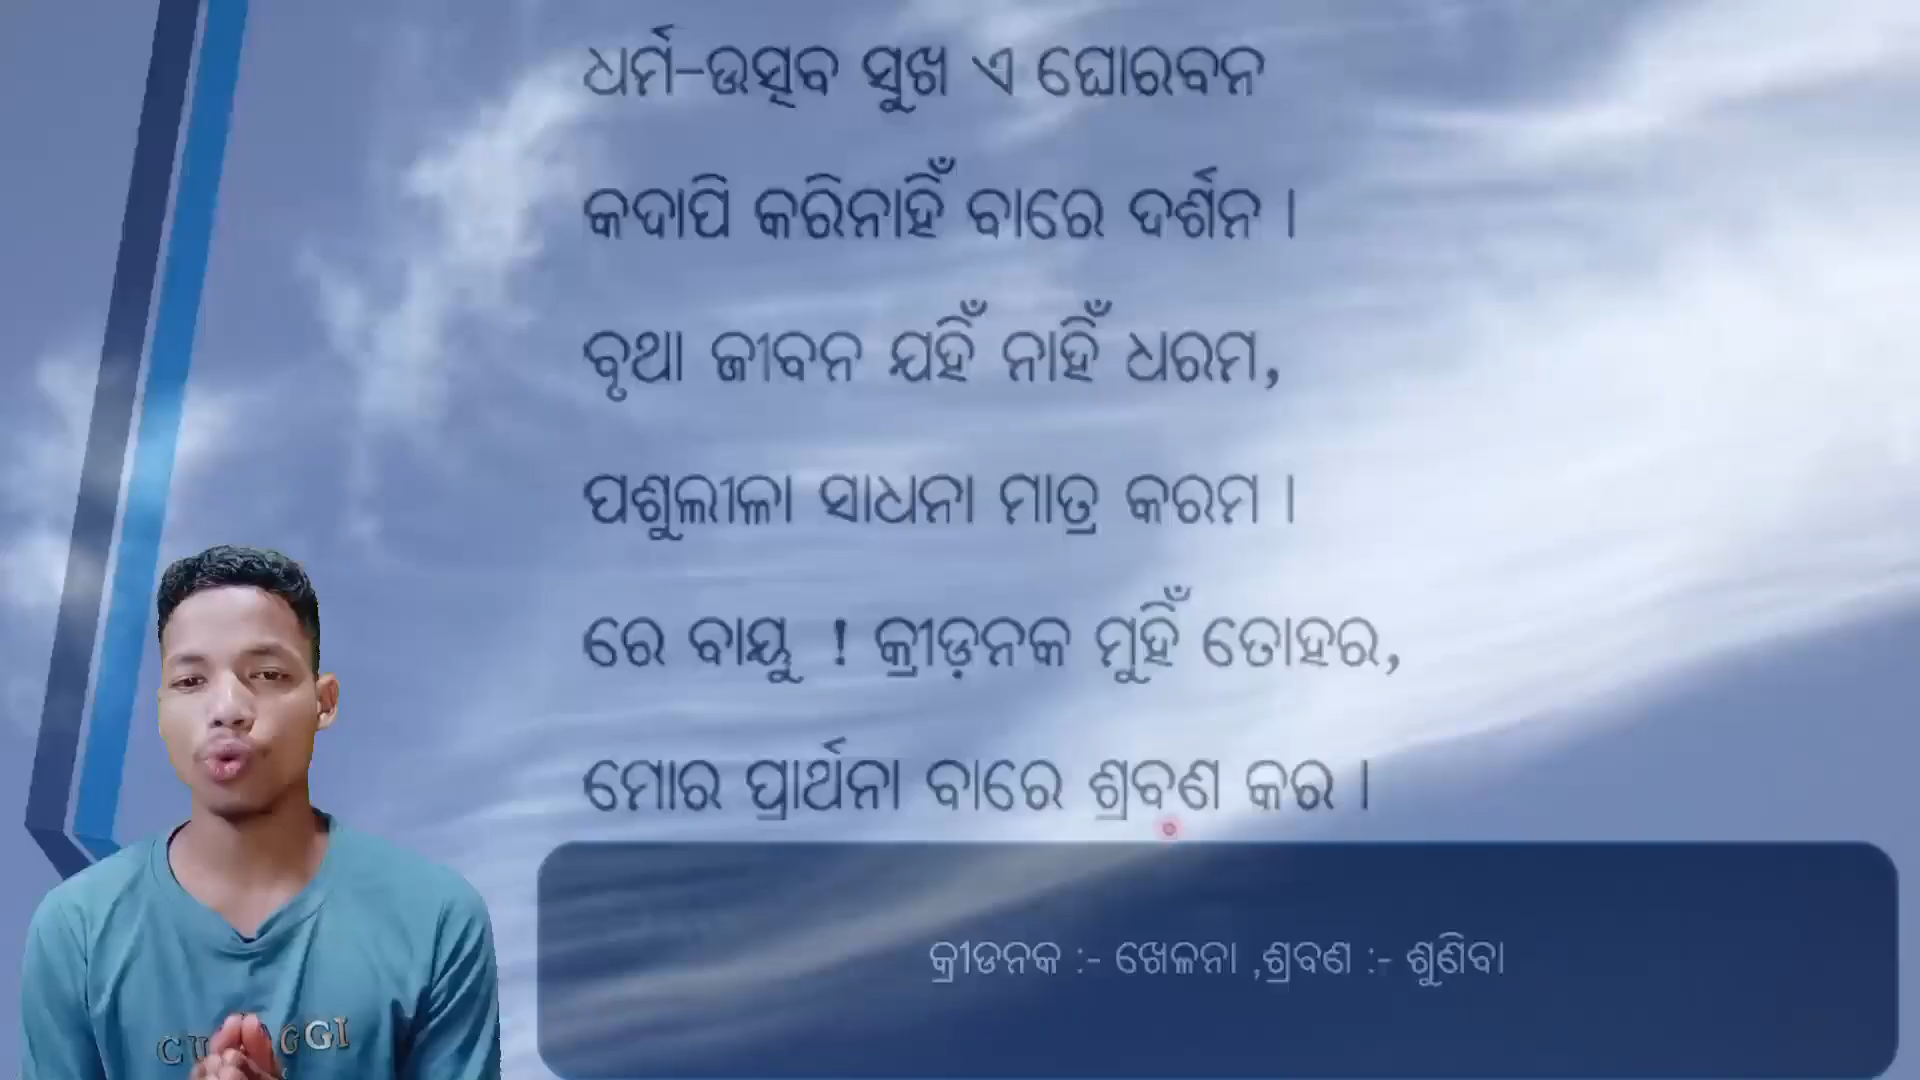 ଧର୍ମ-ଉତ୍ସବ ସୁଖ ଏ ଘୋରବନ
କଦାପି କରିନାହିଁ ବାରେ ଦର୍ଶନ ।
ବୃଥା ଜୀବନ ଯହିଁ ନାହିଁ ଧରମ,
ପଶୁଲୀଳା ସାଧନା ମାତ୍ର କରମ ।
ରେ ବାୟୁ ! କ୍ରୀଡ଼ନକ ମୁହିଁ ତୋହର,
ମୋର ପ୍ରାର୍ଥନା ବାରେ ଶ୍ରବଣ କର ।
କ୍ରୀଡନକ :- ଖେଳନା ,ଶ୍ରବଣ :- ଶୁଣିବା